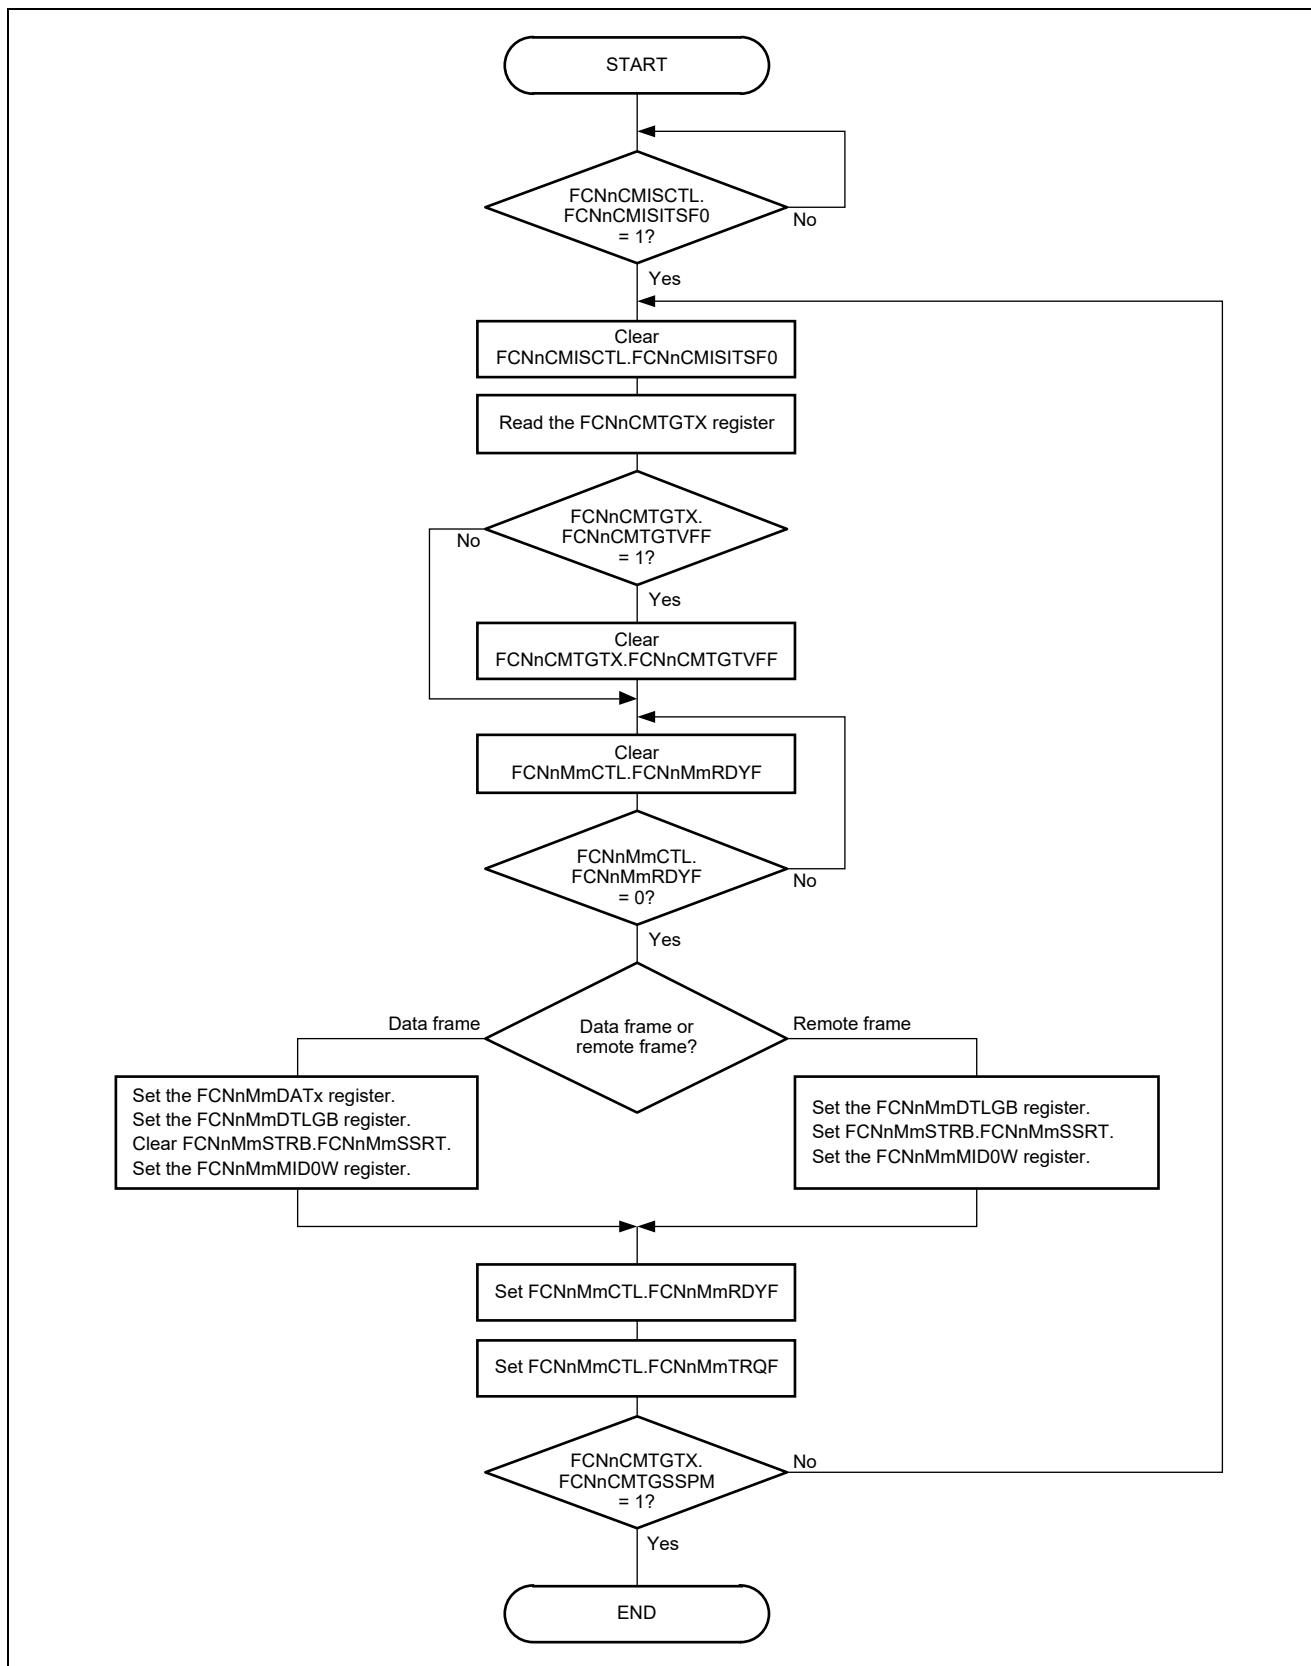 START
FCNnCMISCTL.
FCNnCMISITSF0
= 1?
No
Yes
Clear
FCNnCMISCTL.FCNnCMISITSF0
Read the FCNnCMTGTX register
FCNnCMTGTX.
FCNnCMTGTVFF
= 1?
No
Yes
Clear
FCNnCMTGTX.FCNnCMTGTVFF
Clear
FCNnMmCTL.FCNnMmRDYF
FCNnMmCTL.
FCNnMmRDYF
= 0?
No
Yes
Data frame
Data frame or
remote frame?
Remote frame
Set the FCNnMmDATx register.
Set the FCNnMmDTLGB register.
Clear FCNnMmSTRB.FCNnMmSSRT.
Set the FCNnMmMID0W register.
Set the FCNnMmDTLGB register.
Set FCNnMmSTRB.FCNnMmSSRT.
Set the FCNnMmMID0W register.
Set FCNnMmCTL.FCNnMmRDYF
Set FCNnMmCTL.FCNnMmTRQF
FCNnCMTGTX.
FCNnCMTGSSPM
= 1?
No
Yes
END